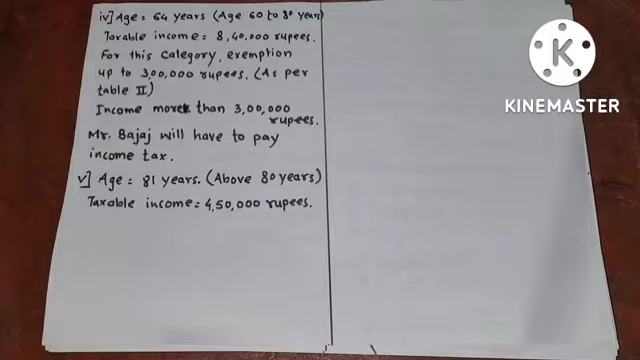 iv] Age = 64 years (Age 60 to 80 years)
Taxable income = 8,40,000 rupees.
For this category, exemption
up to 3,00,000 rupees. (As per
table II)
Income more than 3,00,000
rupees.
Mr. Bajaj will have to pay
income tax.
v] Age = 81 years. (Above 80 years)
Taxable income = 4,50,000 rupees.
K
KINEMASTER